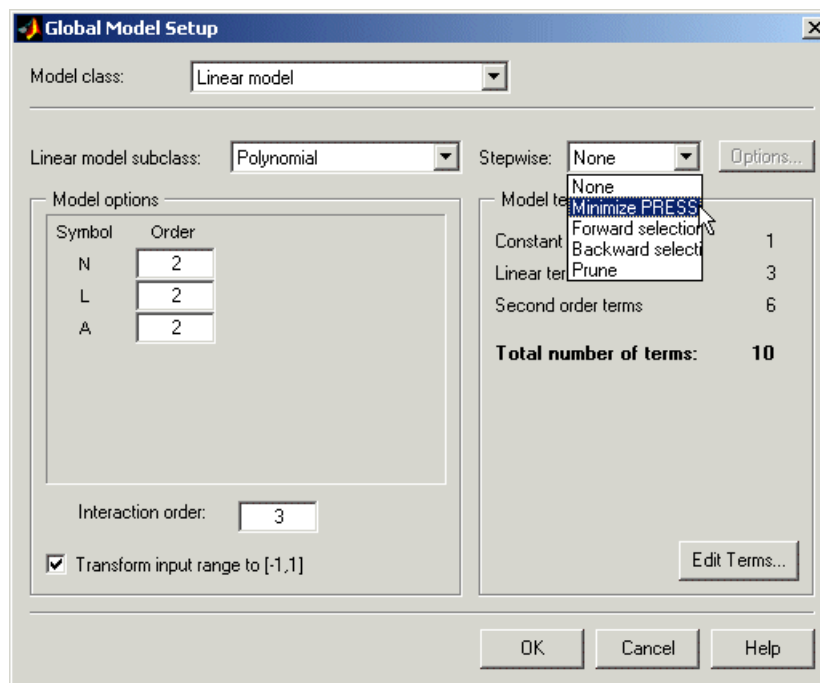 Global Model Setup
Model class: Linear model
Linear model subclass: Polynomial Stepwise: None Options...
None
Minimize PRESS
Forward selection
Backward selecti
Prune
Model options
Symbol Order
N 2
L 2
A 2
Interaction order: 3
Transform input range to [-1,1]
Model te
Constant 1
Linear ter 3
Second order terms 6
Total number of terms: 10
Edit Terms...
OK Cancel Help